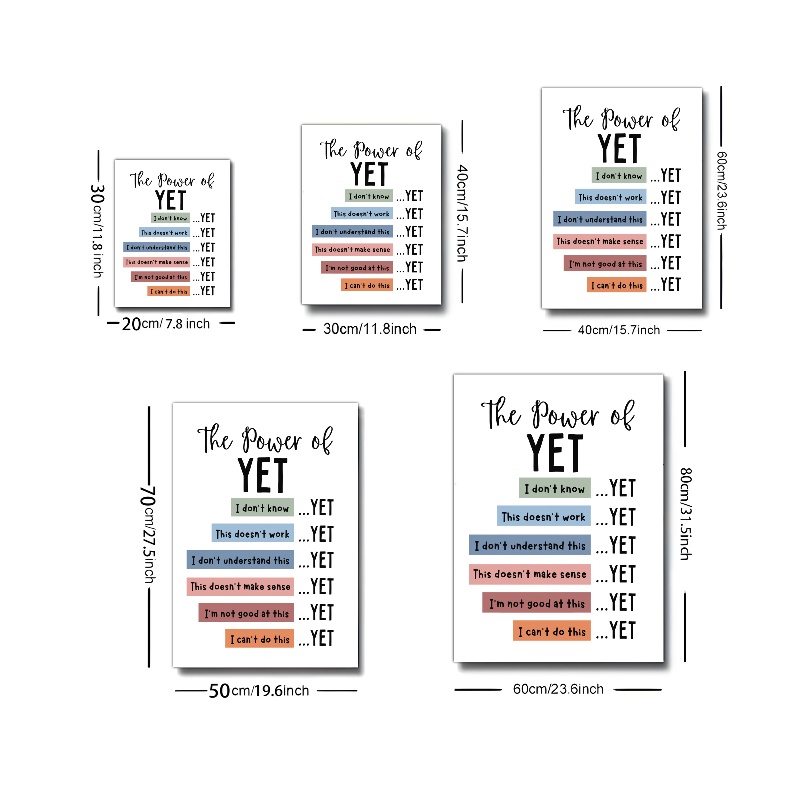 The Power of
YET
I don't know ...YET
This doesn't work ...YET
I don't understand this ...YET
This doesn't make sense ...YET
I'm not good at this ...YET
I can't do this ...YET
30cm/11.8 inch
20cm/ 7.8 inch
The Power of
YET
I don't know ...YET
This doesn't work ...YET
I don't understand this ...YET
This doesn't make sense ...YET
I'm not good at this ...YET
I can't do this ...YET
40cm/15.7inch
30cm/11.8inch
The Power of
YET
I don't know ...YET
This doesn't work ...YET
I don't understand this ...YET
This doesn't make sense ...YET
I'm not good at this ...YET
I can't do this ...YET
60cm/23.6inch
40cm/15.7inch
The Power of
YET
I don't know ...YET
This doesn't work ...YET
I don't understand this ...YET
This doesn't make sense ...YET
I'm not good at this ...YET
I can't do this ...YET
70cm/27.5inch
50cm/19.6inch
The Power of
YET
I don't know ...YET
This doesn't work ...YET
I don't understand this ...YET
This doesn't make sense ...YET
I'm not good at this ...YET
I can't do this ...YET
80cm/31.5inch
60cm/23.6inch